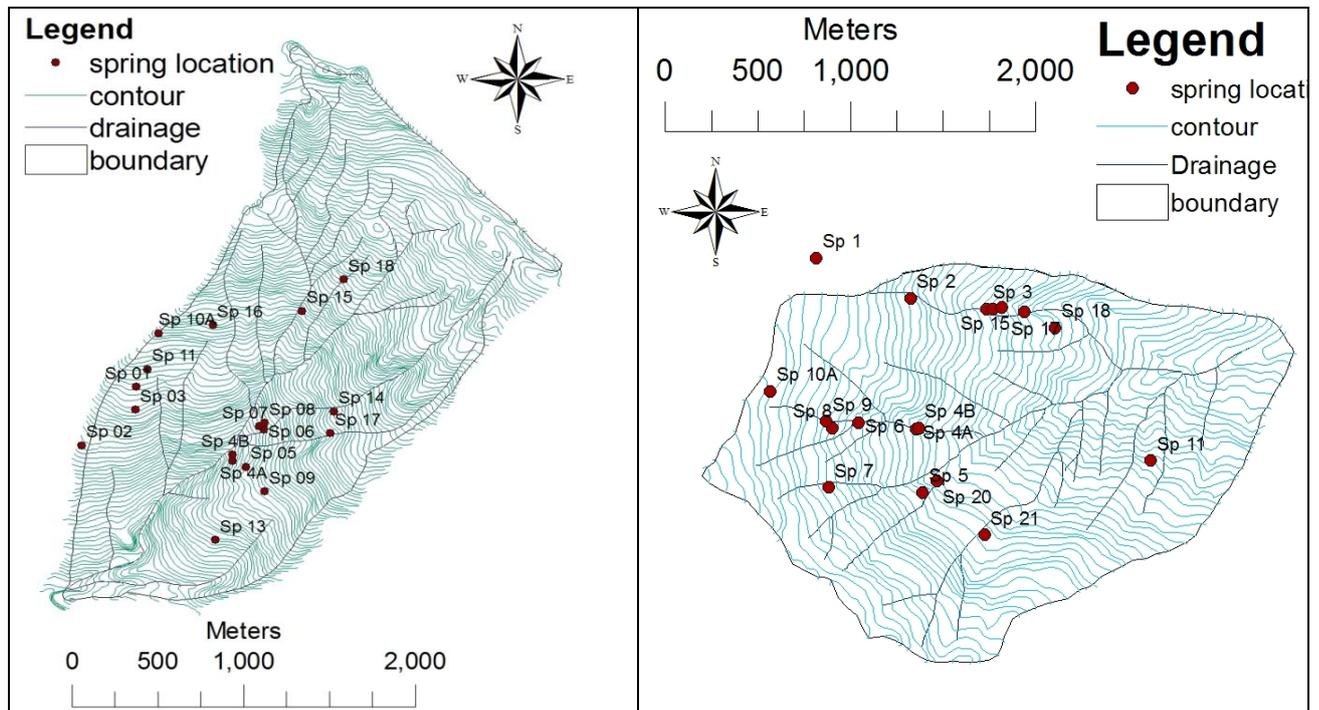 Legend
spring location
contour
drainage
boundary
N
W E
S
Sp 18
Sp 15
Sp 10A Sp 16
Sp 11
Sp 01
Sp 03
Sp 14
Sp 07 Sp 08
Sp 17
Sp 06
Sp 02
Sp 4B
Sp 05
Sp 4A Sp 09
Sp 13
Meters
0 500 1,000 2,000
Meters
0 500 1,000 2,000
Legend
spring locati
contour
Drainage
boundary
N
W E
S
Sp 1
Sp 2
Sp 3
Sp 18
Sp 15 Sp 17
Sp 10A
Sp 8 Sp 9
Sp 4B
Sp 6
Sp 4A
Sp 11
Sp 7
Sp 5
Sp 20
Sp 21